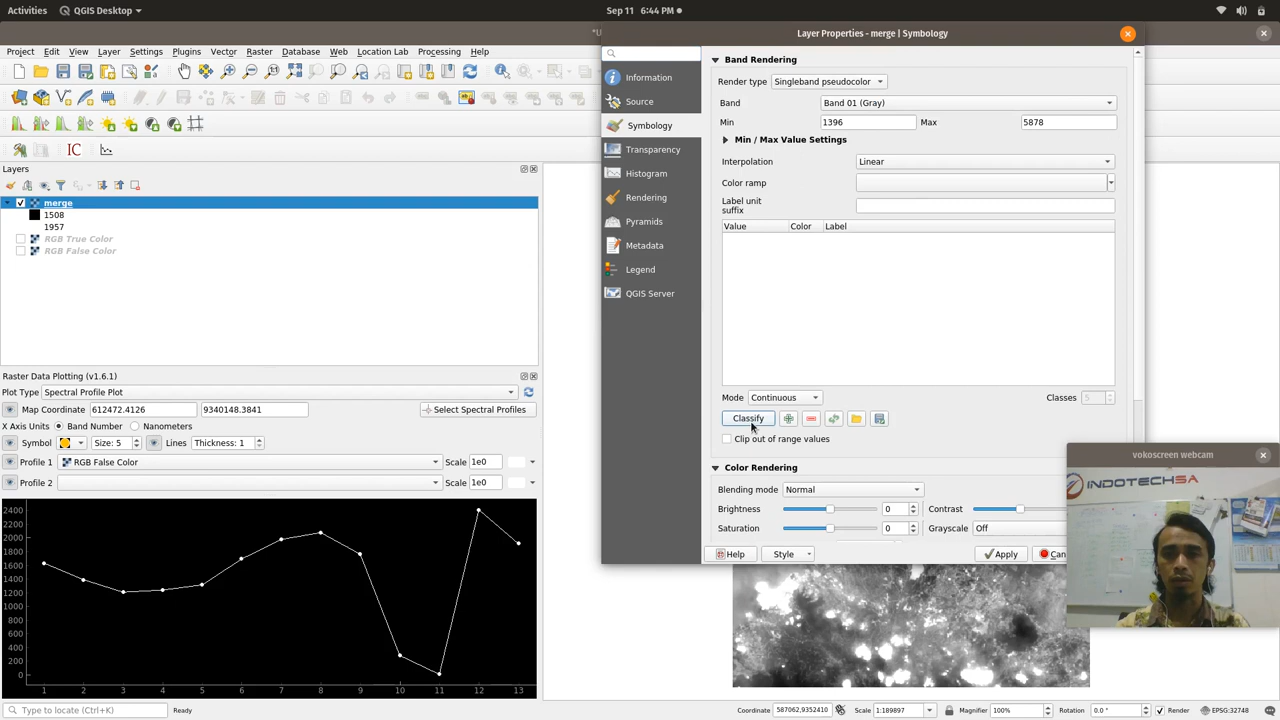 Activities QGIS Desktop Sep 11 6:44 PM
*U Layer Properties - merge | Symbology
Project Edit View Layer Settings Plugins Vector Raster Database Web Location Lab Processing Help
Information
Source
Symbology
Transparency
Histogram
Rendering
Pyramids
Metadata
Legend
QGIS Server
Band Rendering
Render type Singleband pseudocolor
Band Band 01 (Gray)
Min 1396 Max 5878
Min / Max Value Settings
Interpolation Linear
Color ramp
Label unit
suffix
Value Color Label
Mode Continuous Classes 5
Classify
Clip out of range values
Color Rendering
Blending mode Normal
Brightness 0 Contrast
Saturation 0 Grayscale Off
Help Style Apply Can
IC
Layers
merge
1508
1957
RGB True Color
RGB False Color
Raster Data Plotting (v1.6.1)
Plot Type Spectral Profile Plot
Map Coordinate 612472.4126 9340148.3841 Select Spectral Profiles
X Axis Units Band Number Nanometers
Symbol Size: 5 Lines Thickness: 1
Profile 1 RGB False Color Scale 1e0
Profile 2 Scale 1e0
2400
2200
2000
1800
1600
1400
1200
1000
800
600
400
200
0
1 2 3 4 5 6 7 8 9 10 11 12 13
vokoscreen webcam
INDOTECHSA
Type to locate (Ctrl+K) Ready Coordinate 587062,9352410 Scale 1:189897 Magnifier 100% Rotation 0.0 ° Render EPSG:32748